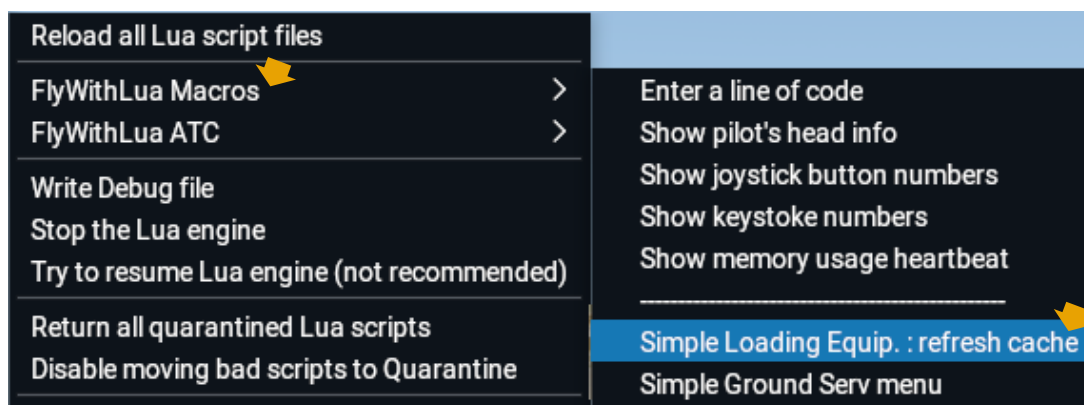 Reload all Lua script files
FlyWithLua Macros
FlyWithLua ATC
Write Debug file
Stop the Lua engine
Try to resume Lua engine (not recommended)
Return all quarantined Lua scripts
Disable moving bad scripts to Quarantine
Enter a line of code
Show pilot's head info
Show joystick button numbers
Show keystoke numbers
Show memory usage heartbeat
Simple Loading Equip. : refresh cache
Simple Ground Serv menu